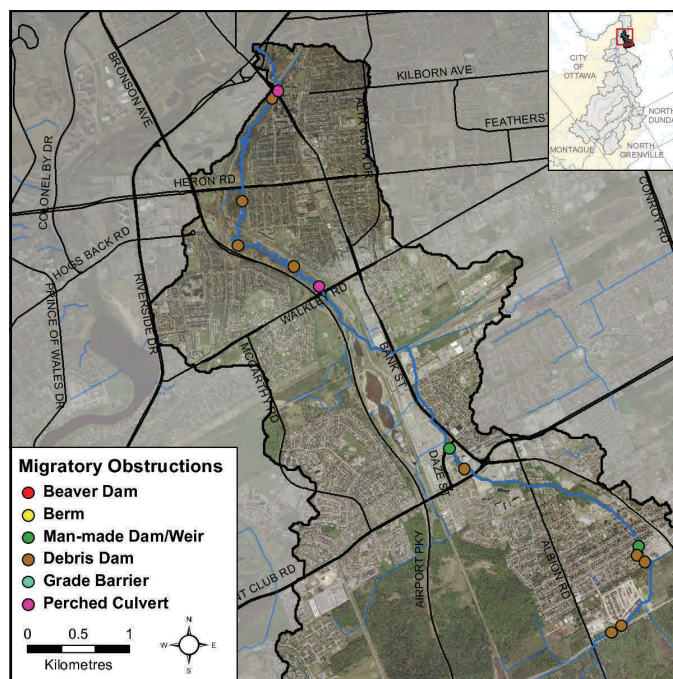 BRONSON AVE
KILBORN AVE
ALTA VISTA DR
FEATHERST
HERON RD
COLONEL BY DR
HOGS BACK RD
PRINCE OF WALES DR
RIVERSIDE DR
WALKLEY RD
MCCARTHY RD
BANK ST
CONROY RD
DAZE ST
NT CLUB RD
AIRPORT PKY
ALBION RD
CITY OF
OTTAWA
NORTH
DUNDA
MONTAGUE
NORTH
GRENVILLE
Migratory Obstructions
Beaver Dam
Berm
Man-made Dam/Weir
Debris Dam
Grade Barrier
Perched Culvert
0 0.5 1
Kilometres
N
W E
S